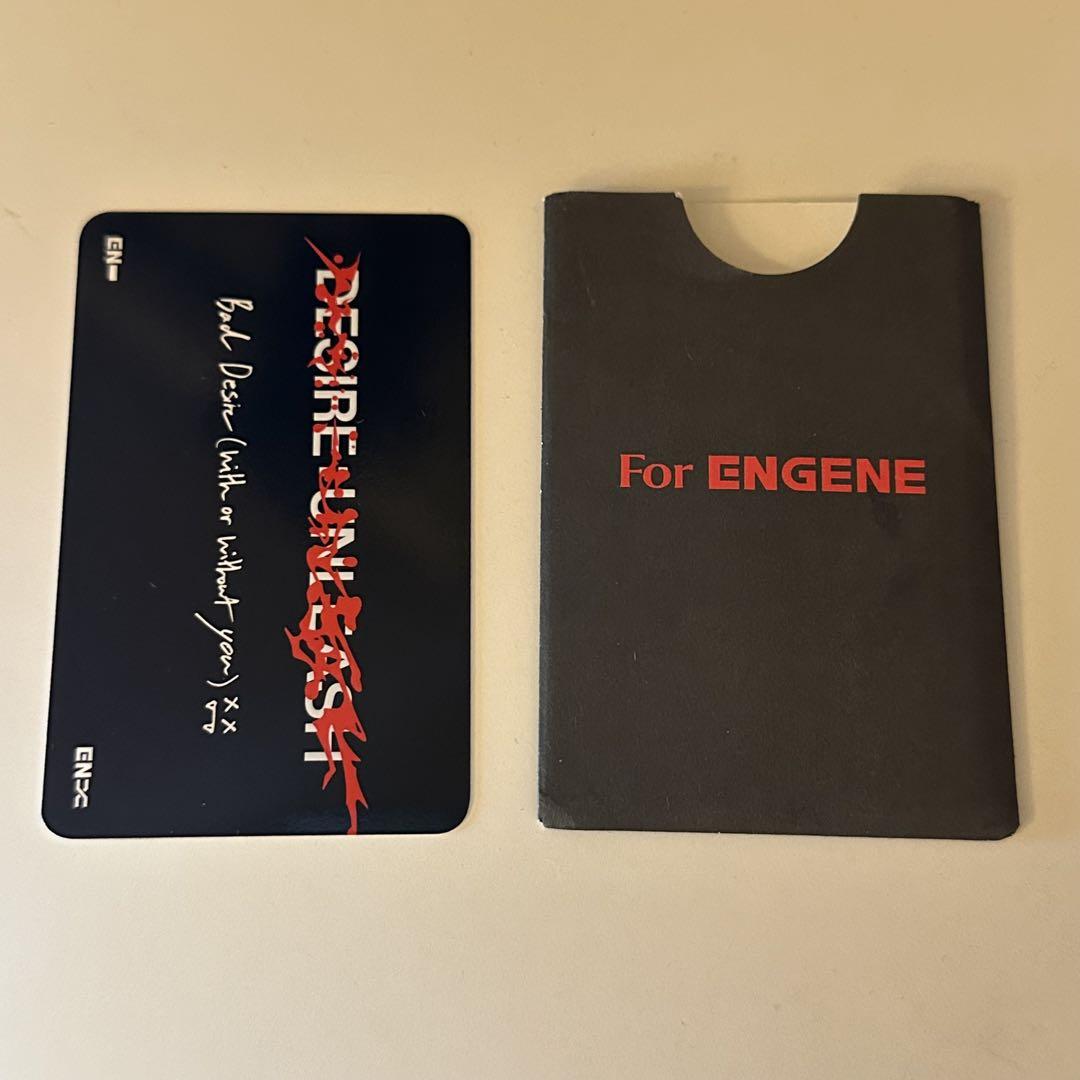 EN-
DESIRE : UNLEASH
Bad Desire (with or without you) xx
EN-
For ENGENE